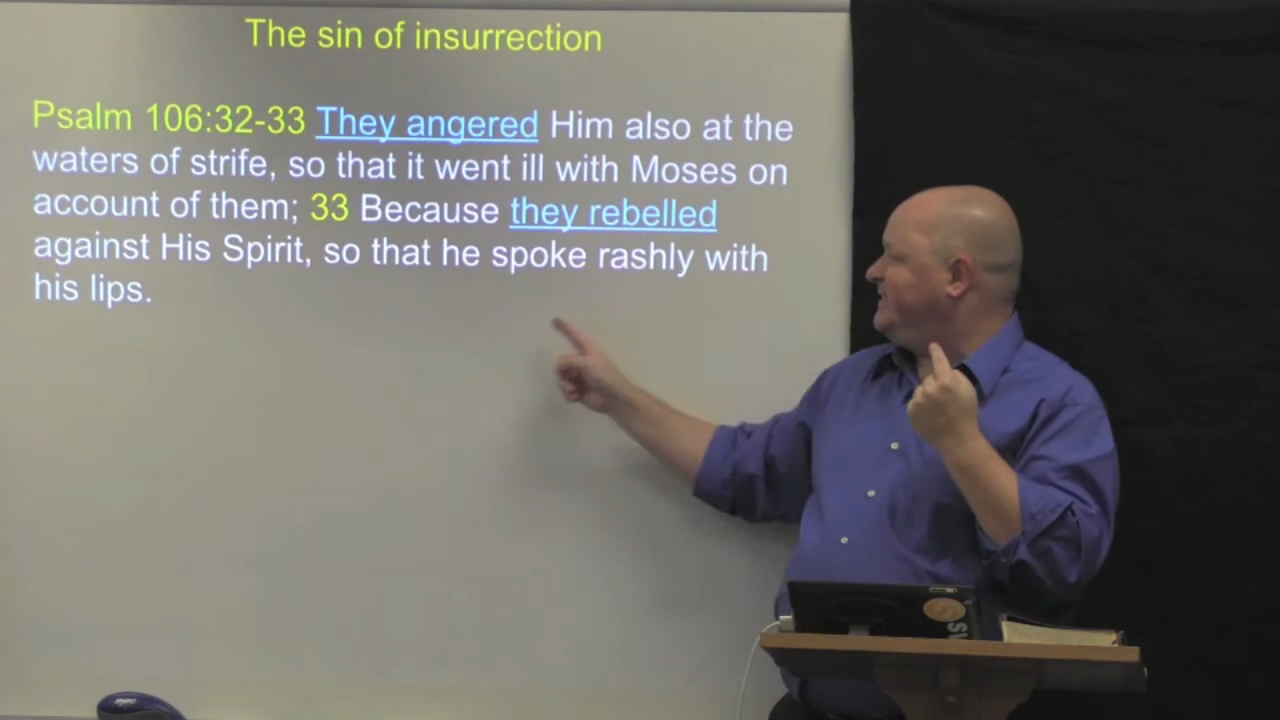 The sin of insurrection
Psalm 106:32-33 They angered Him also at the
waters of strife, so that it went ill with Moses on
account of them; 33 Because they rebelled
against His Spirit, so that he spoke rashly with
his lips.